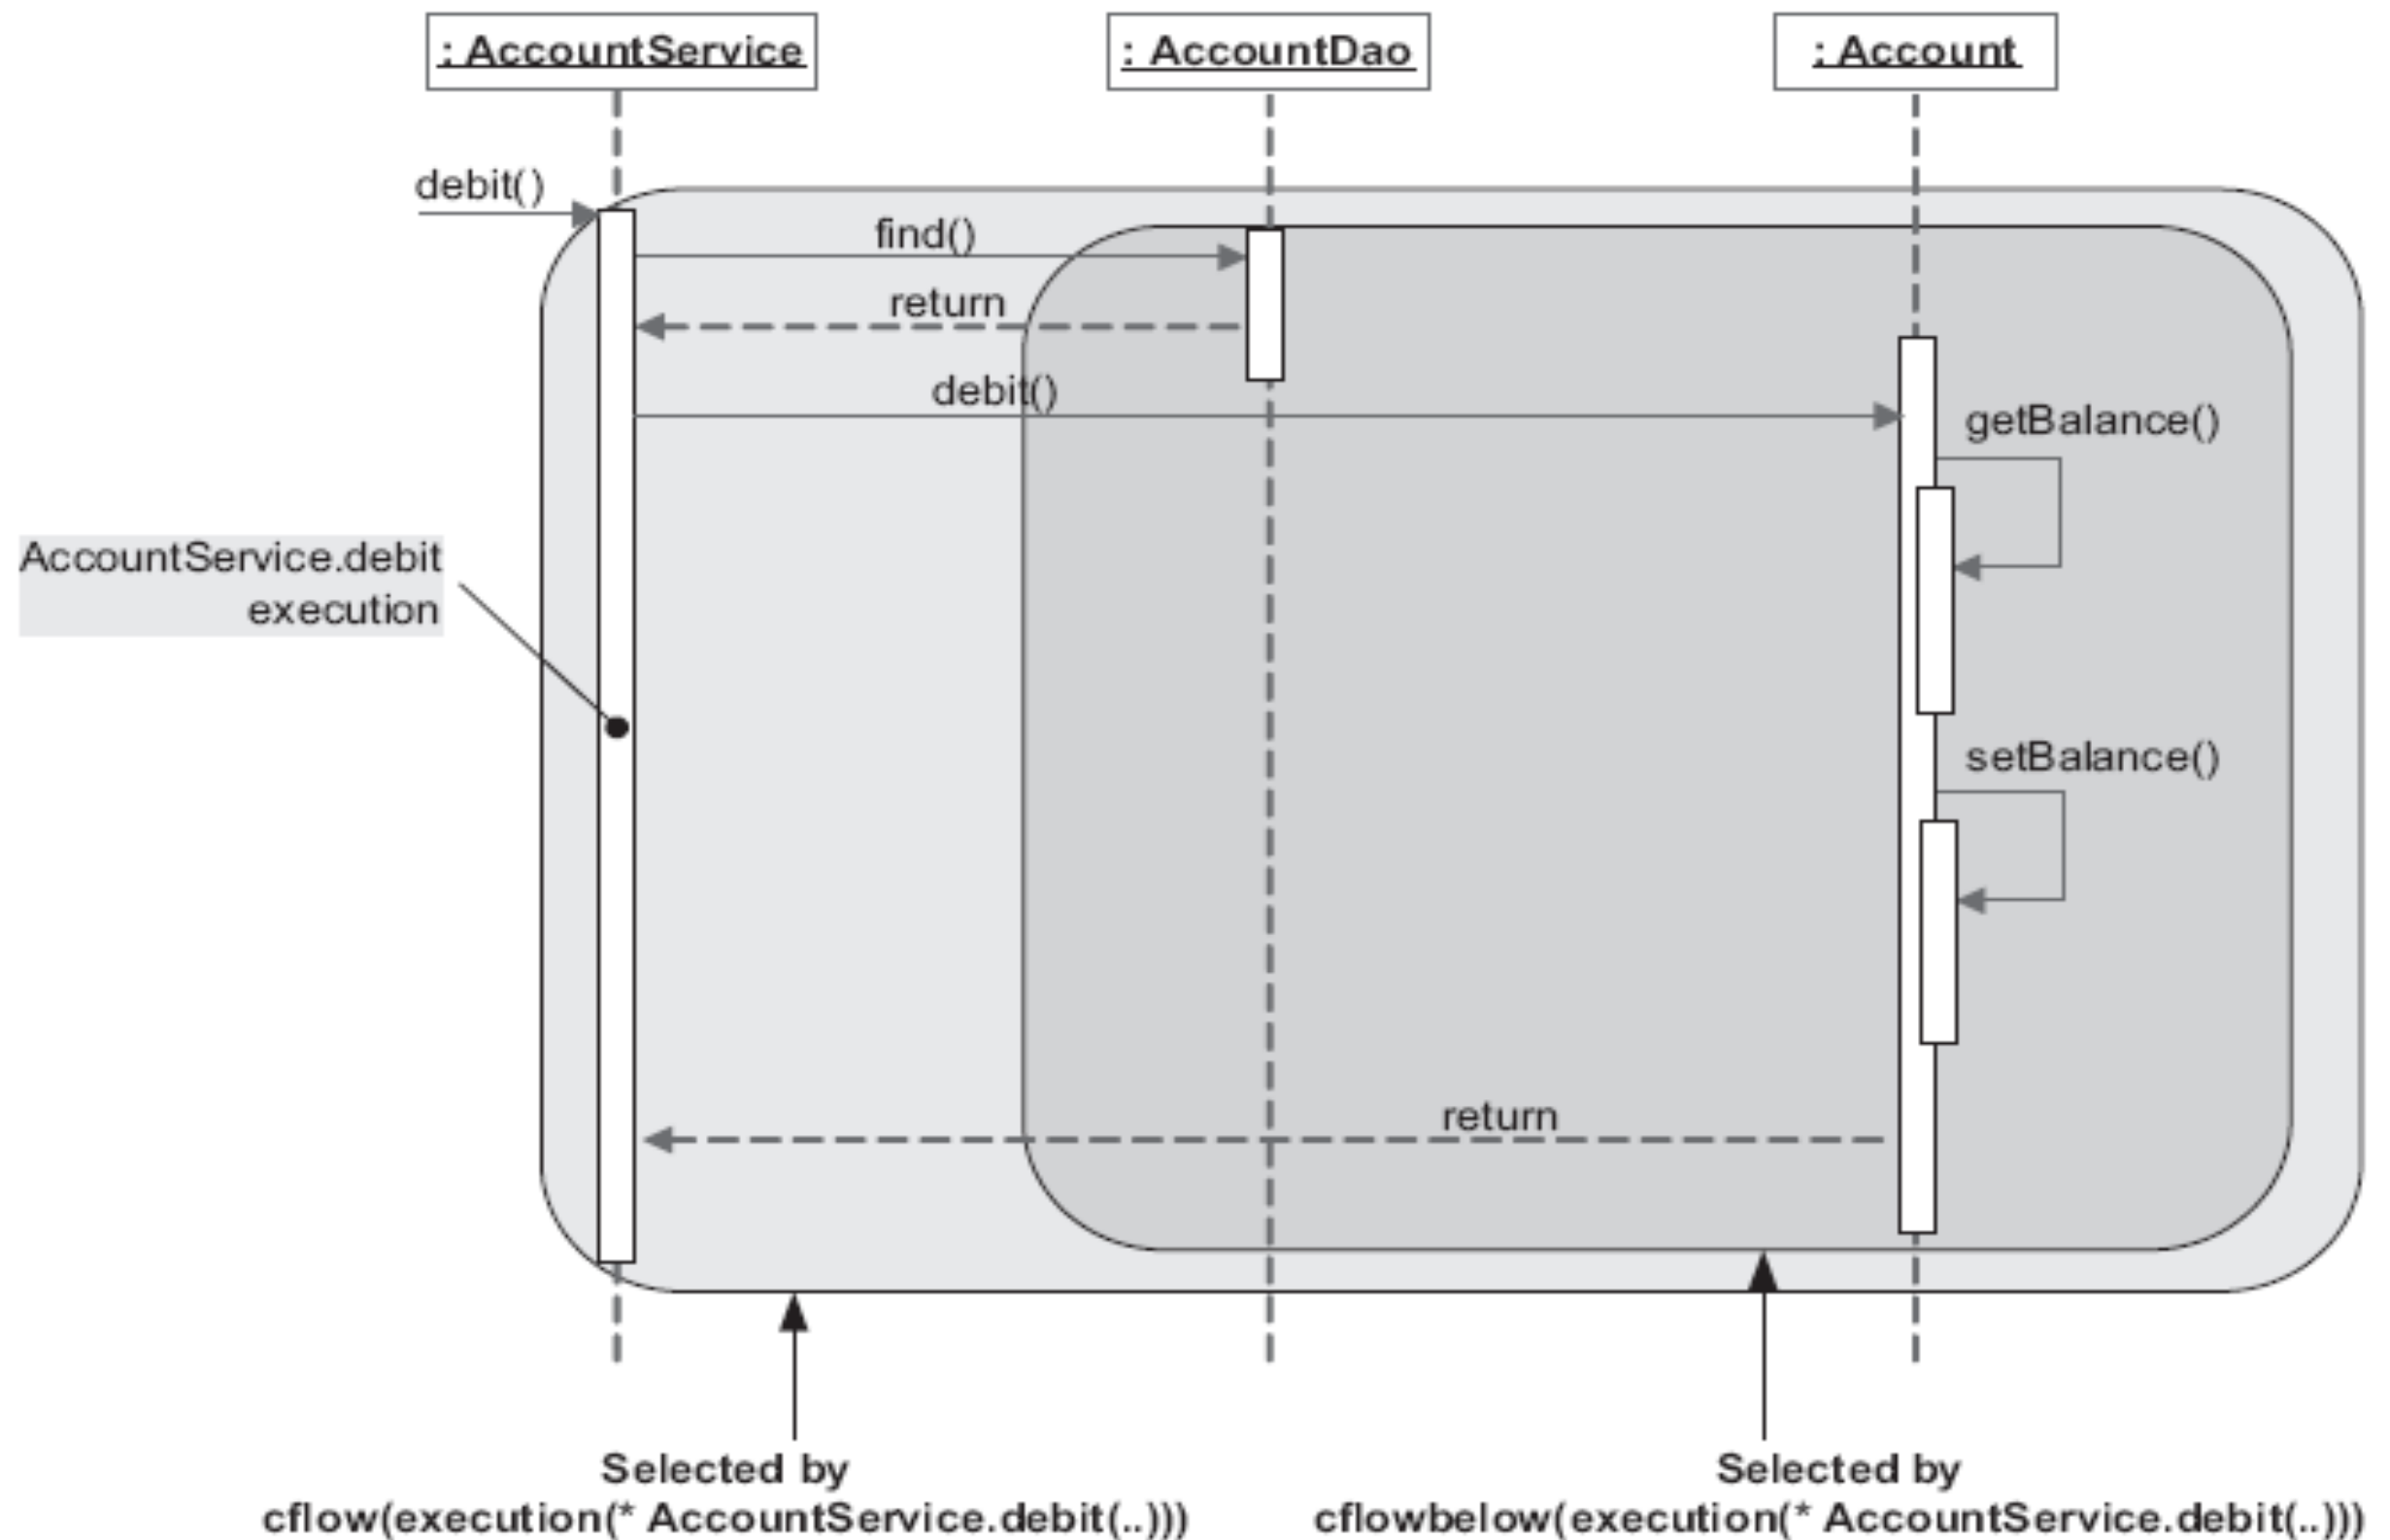 : AccountService
: AccountDao
: Account
debit()
find()
return
debit()
getBalance()
AccountService.debit
execution
setBalance()
return
Selected by
cflow(execution(* AccountService.debit(..)))
Selected by
cflowbelow(execution(* AccountService.debit(..)))